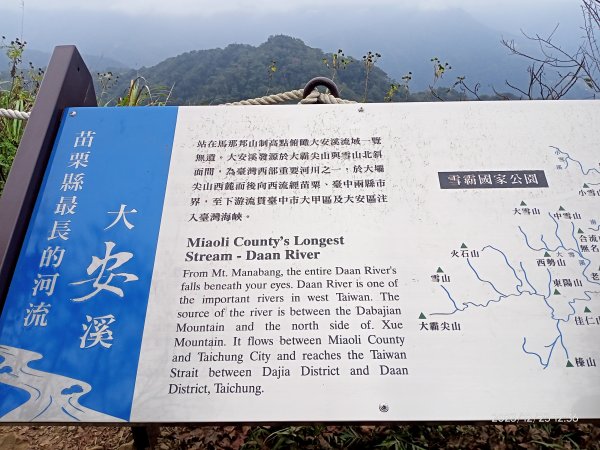 苗栗縣最長的河流
大安溪
站在馬那邦山制高點俯瞰大安溪流域一覽
無遺。大安溪發源於大霸尖山與雪山北斜
面間，為臺灣西部重要河川之一，於大壩
尖山西麓而後向西流經苗栗、臺中兩縣市
界，至下游流貫臺中市大甲區及大安區注
入臺灣海峽。
Miaoli County's Longest
Stream - Daan River
From Mt. Manabang, the entire Daan River's
falls beneath your eyes. Daan River is one of
the important rivers in west Taiwan. The
source of the river is between the Dabajian
Mountain and the north side of. Xue
Mountain. It flows between Miaoli County
and Taichung City and reaches the Taiwan
Strait between Dajia District and Daan
District, Taichung.
雪霸國家公園
小雪山
大雪山
中雪山
合流
無名
火石山
西勢山
大
雪
溪
老
雪山
東陽山
大霸尖山
佳仁山
榛山